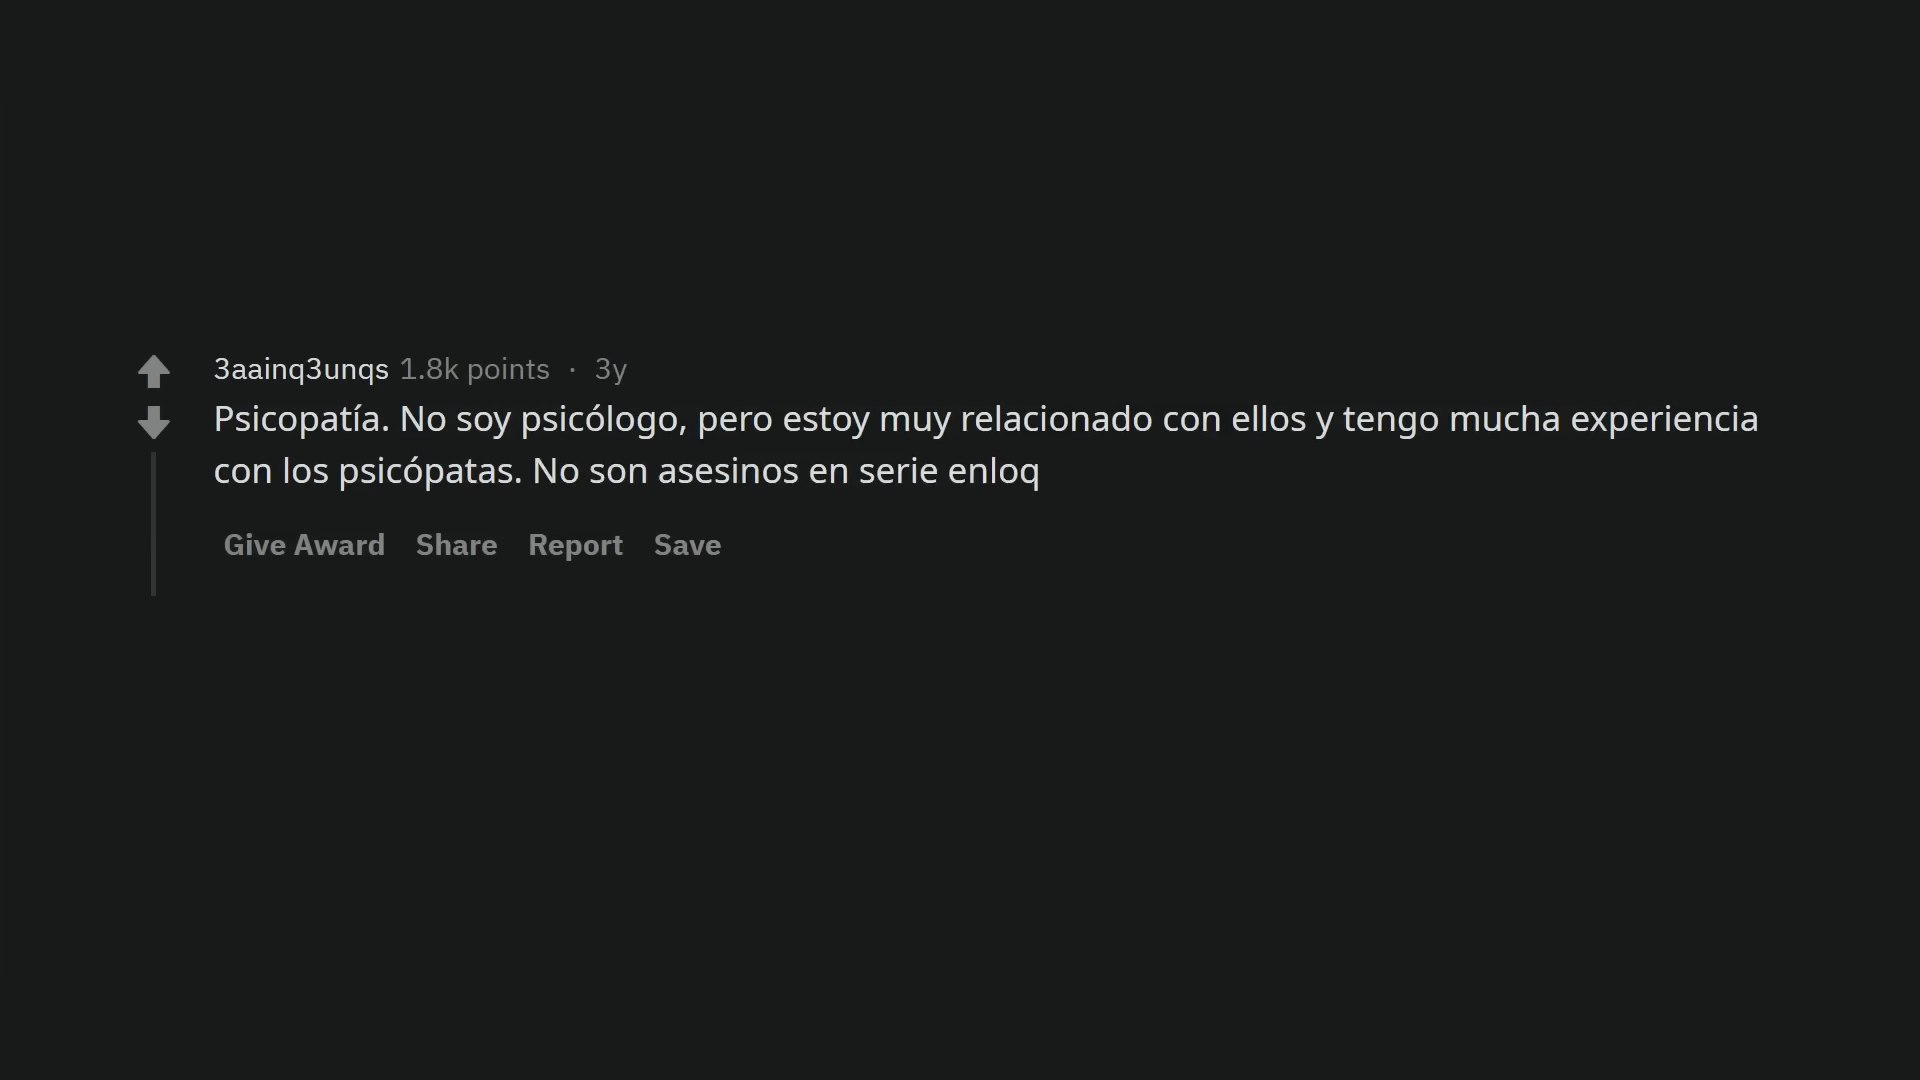 3aainq3unqs 1.8k points · 3y
Psicopatía. No soy psicólogo, pero estoy muy relacionado con ellos y tengo mucha experiencia
con los psicópatas. No son asesinos en serie enloq
Give Award Share Report Save